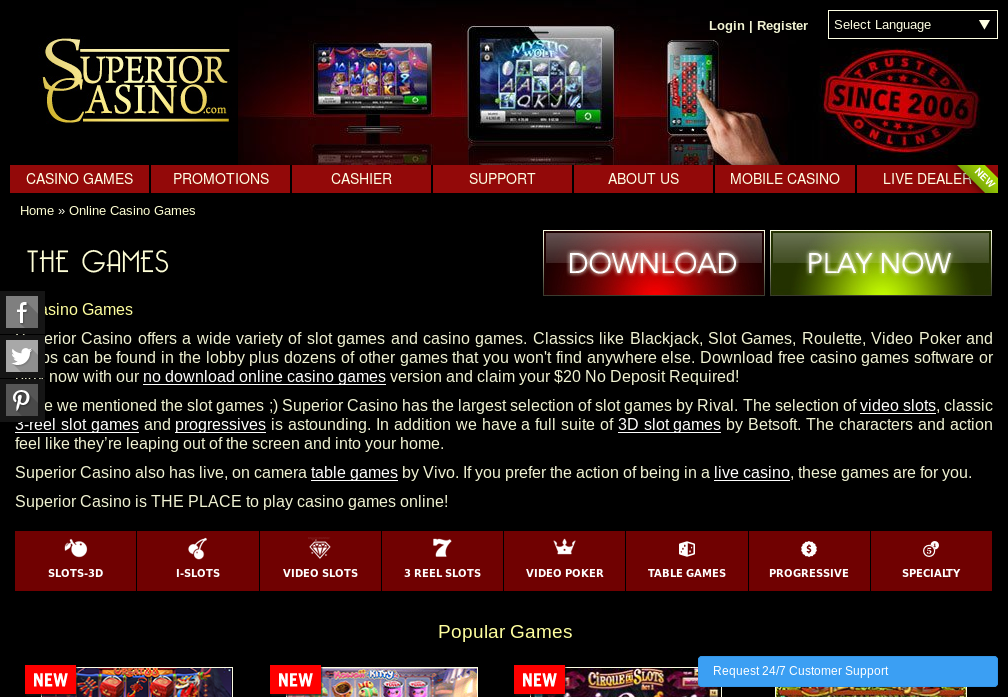 Login | Register
Select Language
SUPERIOR
CASINO.com
MYSTIC
WOLF
TRUSTED
SINCE 2006
ONLINE
CASINO GAMES
PROMOTIONS
CASHIER
SUPPORT
ABOUT US
MOBILE CASINO
LIVE DEALER
NEW
Home » Online Casino Games
THE GAMES
DOWNLOAD
PLAY NOW
asino Games
erior Casino offers a wide variety of slot games and casino games. Classics like Blackjack, Slot Games, Roulette, Video Poker and
s can be found in the lobby plus dozens of other games that you won't find anywhere else. Download free casino games software or
now with our no download online casino games version and claim your $20 No Deposit Required!
e we mentioned the slot games ;) Superior Casino has the largest selection of slot games by Rival. The selection of video slots, classic
3-reel slot games and progressives is astounding. In addition we have a full suite of 3D slot games by Betsoft. The characters and action
feel like they’re leaping out of the screen and into your home.
Superior Casino also has live, on camera table games by Vivo. If you prefer the action of being in a live casino, these games are for you.
Superior Casino is THE PLACE to play casino games online!
SLOTS-3D
I-SLOTS
VIDEO SLOTS
3 REEL SLOTS
VIDEO POKER
TABLE GAMES
PROGRESSIVE
SPECIALTY
Popular Games
NEW
NEW
KITTY
NEW
CIRQUE DU SLOTS
Request 24/7 Customer Support